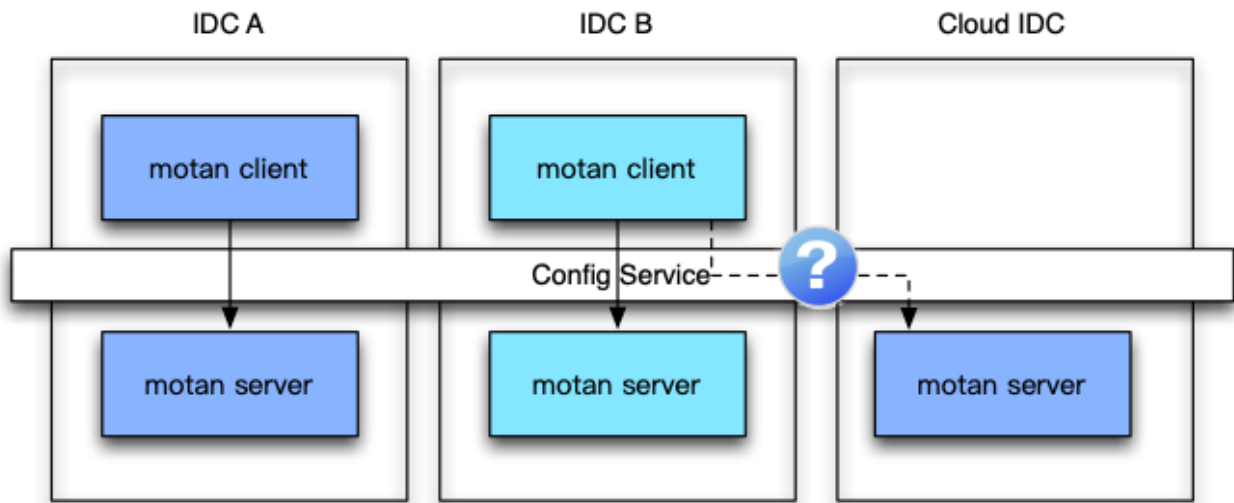 IDC A
IDC B
Cloud IDC
motan client
motan client
Config Service
?
motan server
motan server
motan server